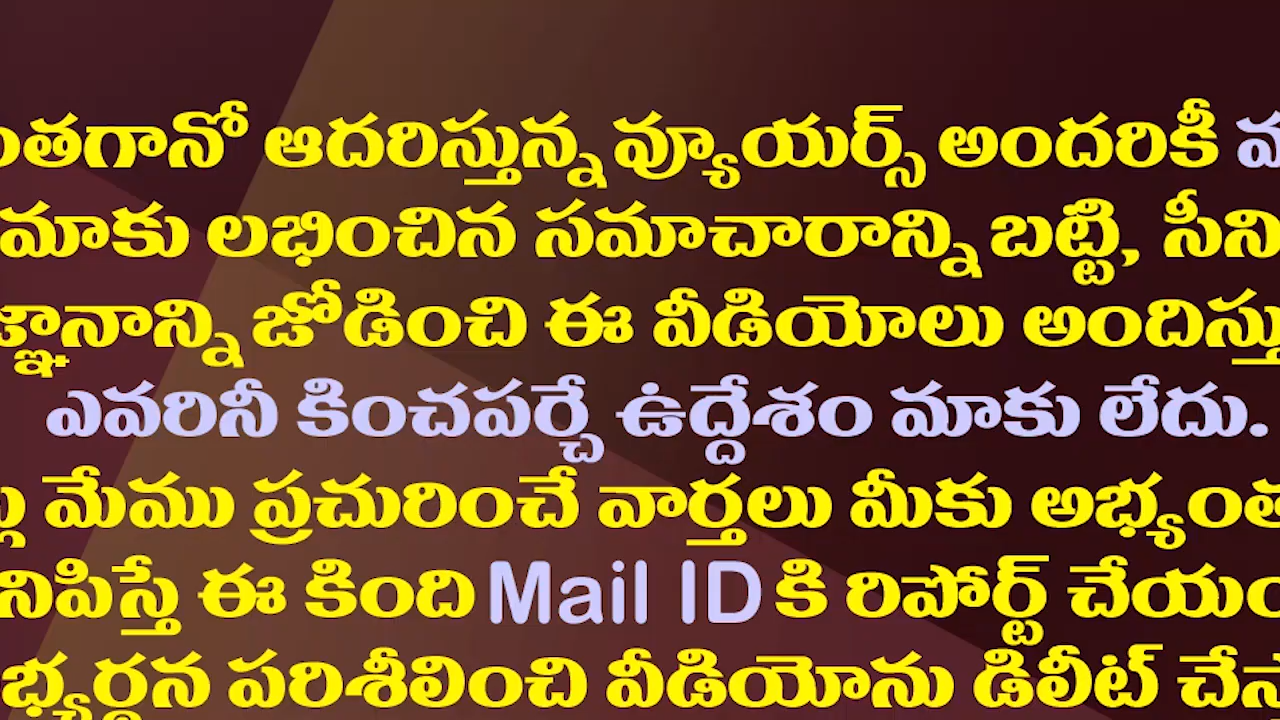 ఆదరిస్తున్న వ్యూయర్స్ అందరికీ
మాకు లభించిన సమాచారాన్ని బట్టి, సీని
జోడించి ఈ వీడియోలు
ఎవరినీ కించపర్చే ఉద్దేశం మాకు లేదు.
మేము ప్రచురించే వార్తలు మీకు
ఈ కింది Mail ID కి రిపోర్ట్
పరిశీలించి వీడియోను డిలీట్